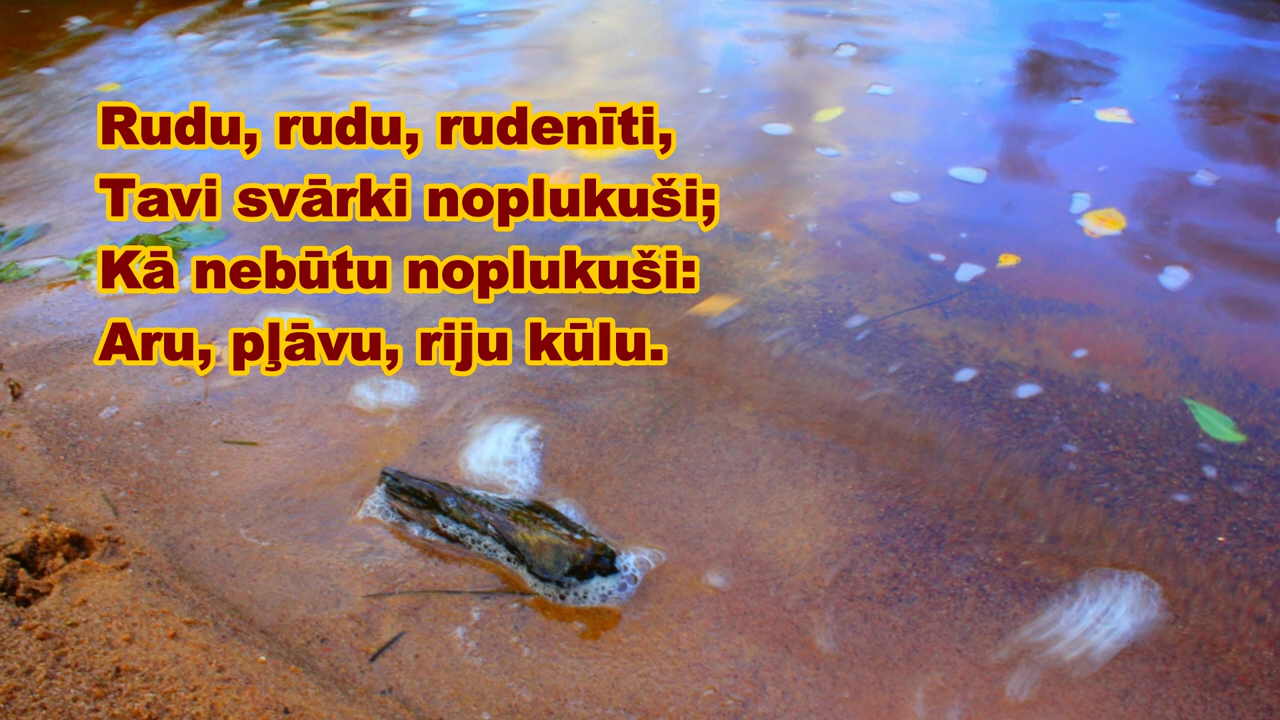 Rudu, rudu, rudenīti,
Tavi svārki noplukuši;
Kā nebūtu noplukuši:
Aru, pļāvu, riju kūlu.